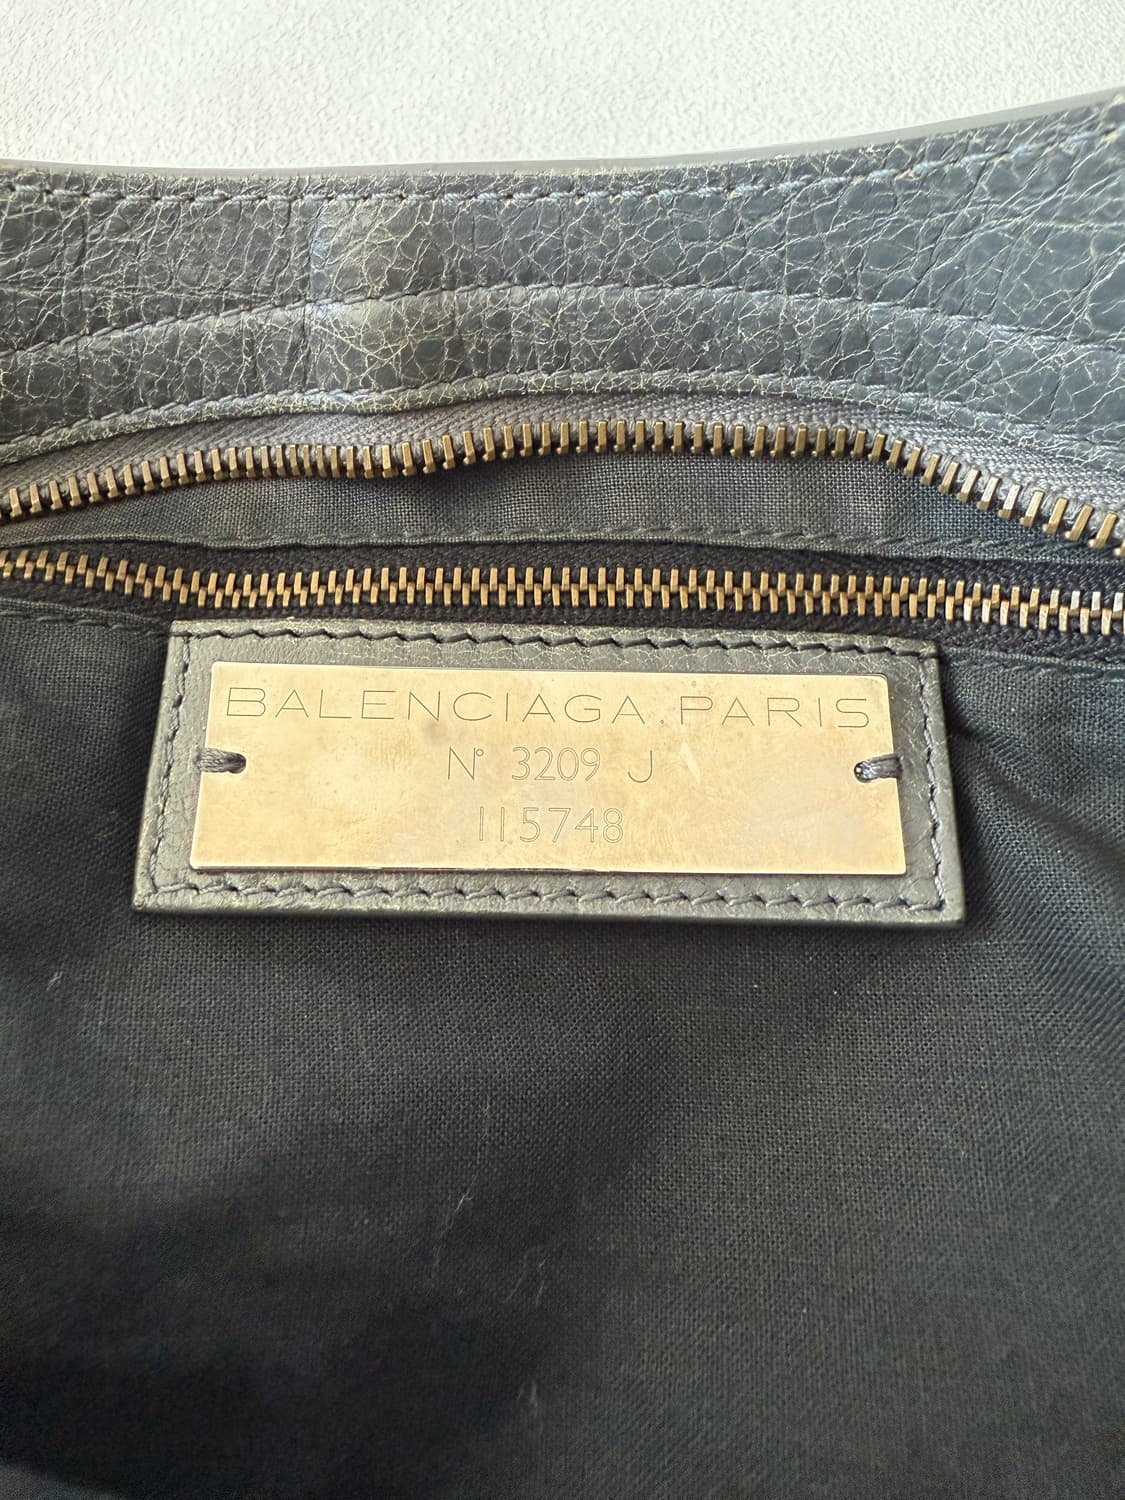 BALENCIAGA.PARIS
N° 3209 J
115748